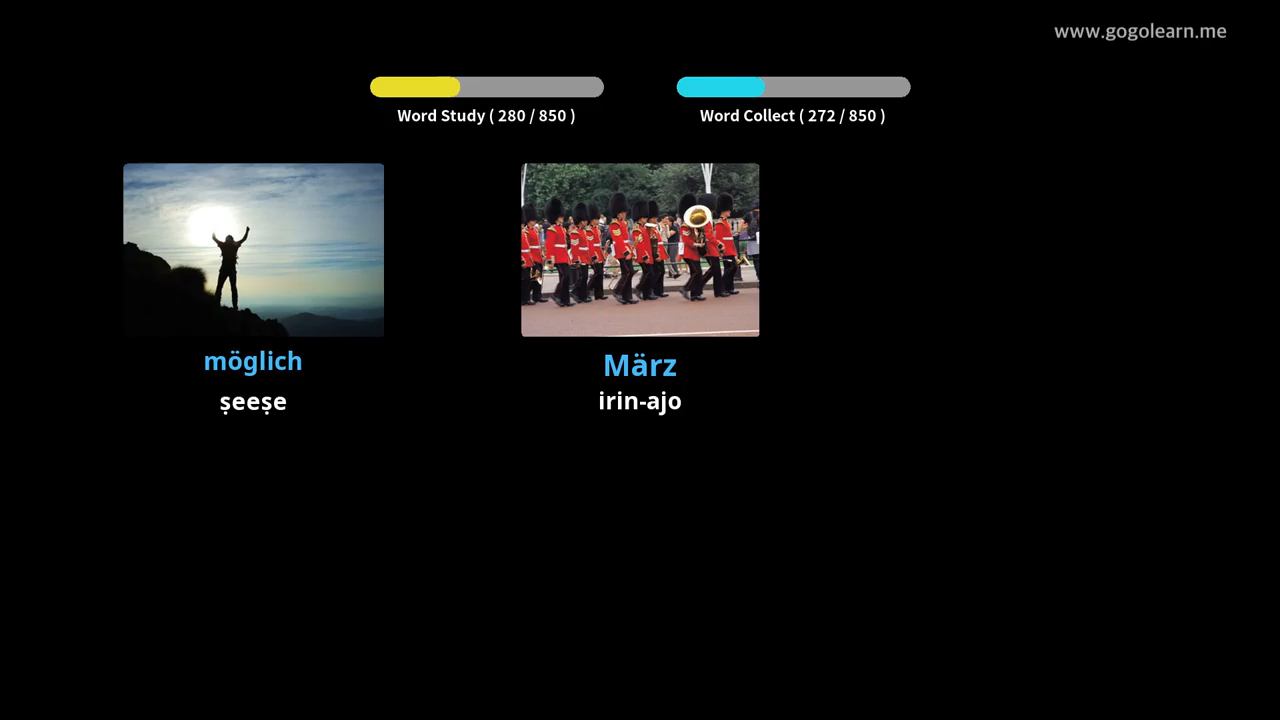 www.gogolearn.me
Word Study ( 280 / 850 )
Word Collect ( 272 / 850 )
möglich
ṣeeṣe
März
irin-ajo